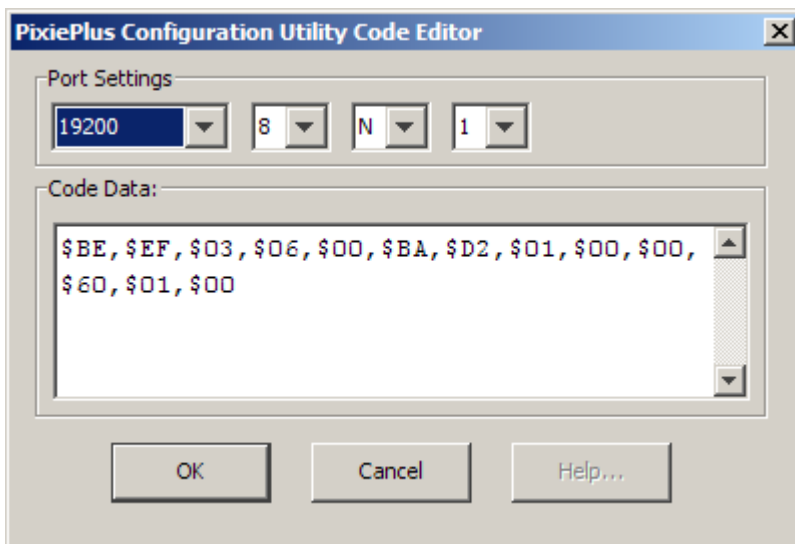 PixiePlus Configuration Utility Code Editor
Port Settings
19200 8 N 1
Code Data:
$BE,$EF,$03,$06,$00,$BA,$D2,$01,$00,$00,
$60,$01,$00
OK Cancel Help...